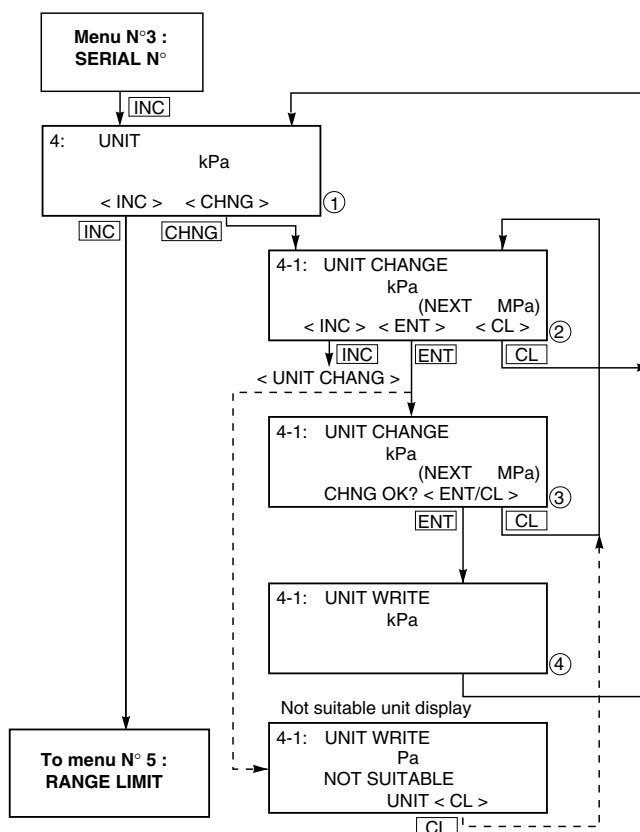 Menu N°3 :
SERIAL N°
INC
4: UNIT
kPa
< INC > < CHNG >
1
INC CHNG
4-1: UNIT CHANGE
kPa
(NEXT MPa)
< INC > < ENT > < CL >
2
INC ENT CL
< UNIT CHANG >
4-1: UNIT CHANGE
kPa
(NEXT MPa)
CHNG OK? < ENT/CL >
3
ENT CL
4-1: UNIT WRITE
kPa
4
Not suitable unit display
4-1: UNIT WRITE
Pa
NOT SUITABLE
UNIT < CL >
CL
To menu N° 5 :
RANGE LIMIT